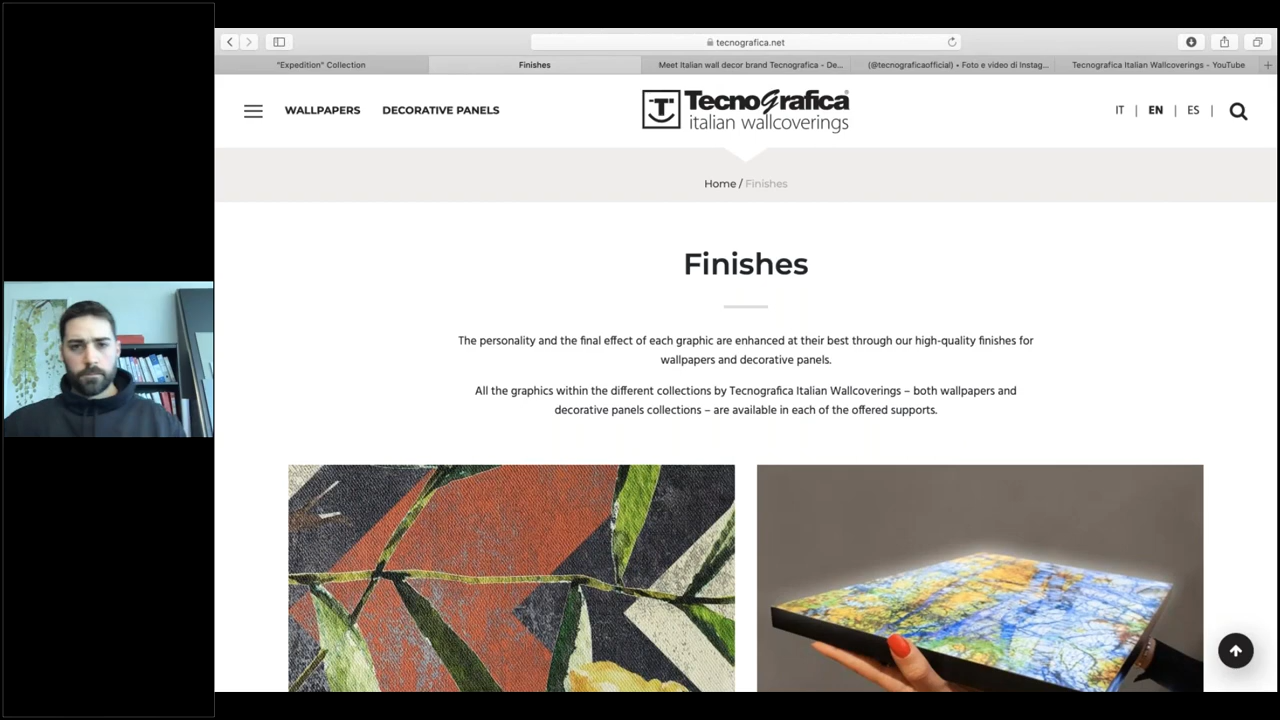 tecnografica.net
"Expedition" Collection
Finishes
Meet Italian wall decor brand Tecnografica - De...
(@tecnograficaofficial) • Foto e video di Instag...
Tecnografica Italian Wallcoverings - YouTube
WALLPAPERS
DECORATIVE PANELS
T TecnoGrafica®
italian wallcoverings
IT | EN | ES |
Home / Finishes
Finishes
The personality and the final effect of each graphic are enhanced at their best through our high-quality finishes for
wallpapers and decorative panels.
All the graphics within the different collections by Tecnografica Italian Wallcoverings – both wallpapers and
decorative panels collections – are available in each of the offered supports.